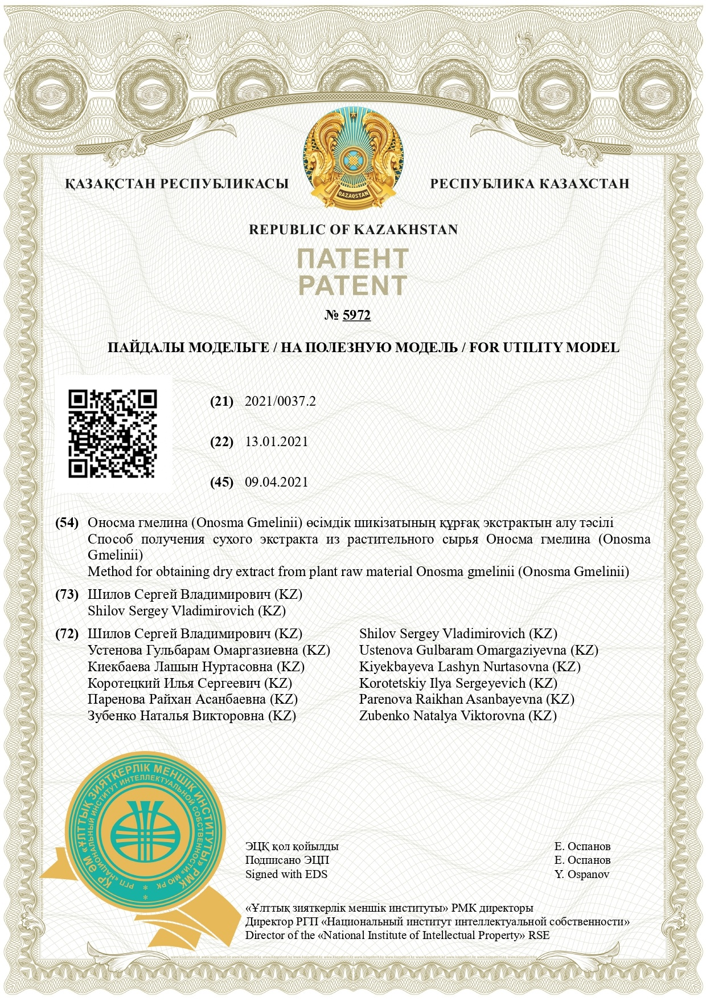 ҚАЗАҚСТАН РЕСПУБЛИКАСЫ
РЕСПУБЛИКА КАЗАХСТАН
QAZAQSTAN
REPUBLIC OF KAZAKHSTAN
ПАТЕНТ
PATENT
№ 5972
ПАЙДАЛЫ МОДЕЛЬГЕ / НА ПОЛЕЗНУЮ МОДЕЛЬ / FOR UTILITY MODEL
(21) 2021/0037.2
(22) 13.01.2021
(45) 09.04.2021
(54) Оносма гмелина (Onosma Gmelinii) өсімдік шикізатының құрғақ экстрактын алу тәсілі
Способ получения сухого экстракта из растительного сырья Оносма гмелина (Onosma
Gmelinii)
Method for obtaining dry extract from plant raw material Onosma gmelinii (Onosma Gmelinii)
(73) Шилов Сергей Владимирович (KZ)
Shilov Sergey Vladimirovich (KZ)
(72) Шилов Сергей Владимирович (KZ) Shilov Sergey Vladimirovich (KZ)
Устенова Гульбарам Омаргазиевна (KZ) Ustenova Gulbaram Omargaziyevna (KZ)
Киекбаева Лашын Нуртасовна (KZ) Kiyekbayeva Lashyn Nurtasovna (KZ)
Коротецкий Илья Сергеевич (KZ) Korotetskiy Ilya Sergeyevich (KZ)
Паренова Райхан Асанбаевна (KZ) Parenova Raikhan Asanbayevna (KZ)
Зубенко Наталья Викторовна (KZ) Zubenko Natalya Viktorovna (KZ)
ҚР ӘМ «ҰЛТТЫҚ ЗИЯТКЕРЛІК МЕНШІК ИНСТИТУТЫ» РМК
РГП «НАЦИОНАЛЬНЫЙ ИНСТИТУТ ИНТЕЛЛЕКТУАЛЬНОЙ СОБСТВЕННОСТИ» МЮ РК
ЭЦҚ қол қойылды Е. Оспанов
Подписано ЭЦП Е. Оспанов
Signed with EDS Y. Ospanov
«Ұлттық зияткерлік меншік институты» РМК директоры
Директор РГП «Национальный институт интеллектуальной собственности»
Director of the «National Institute of Intellectual Property» RSE